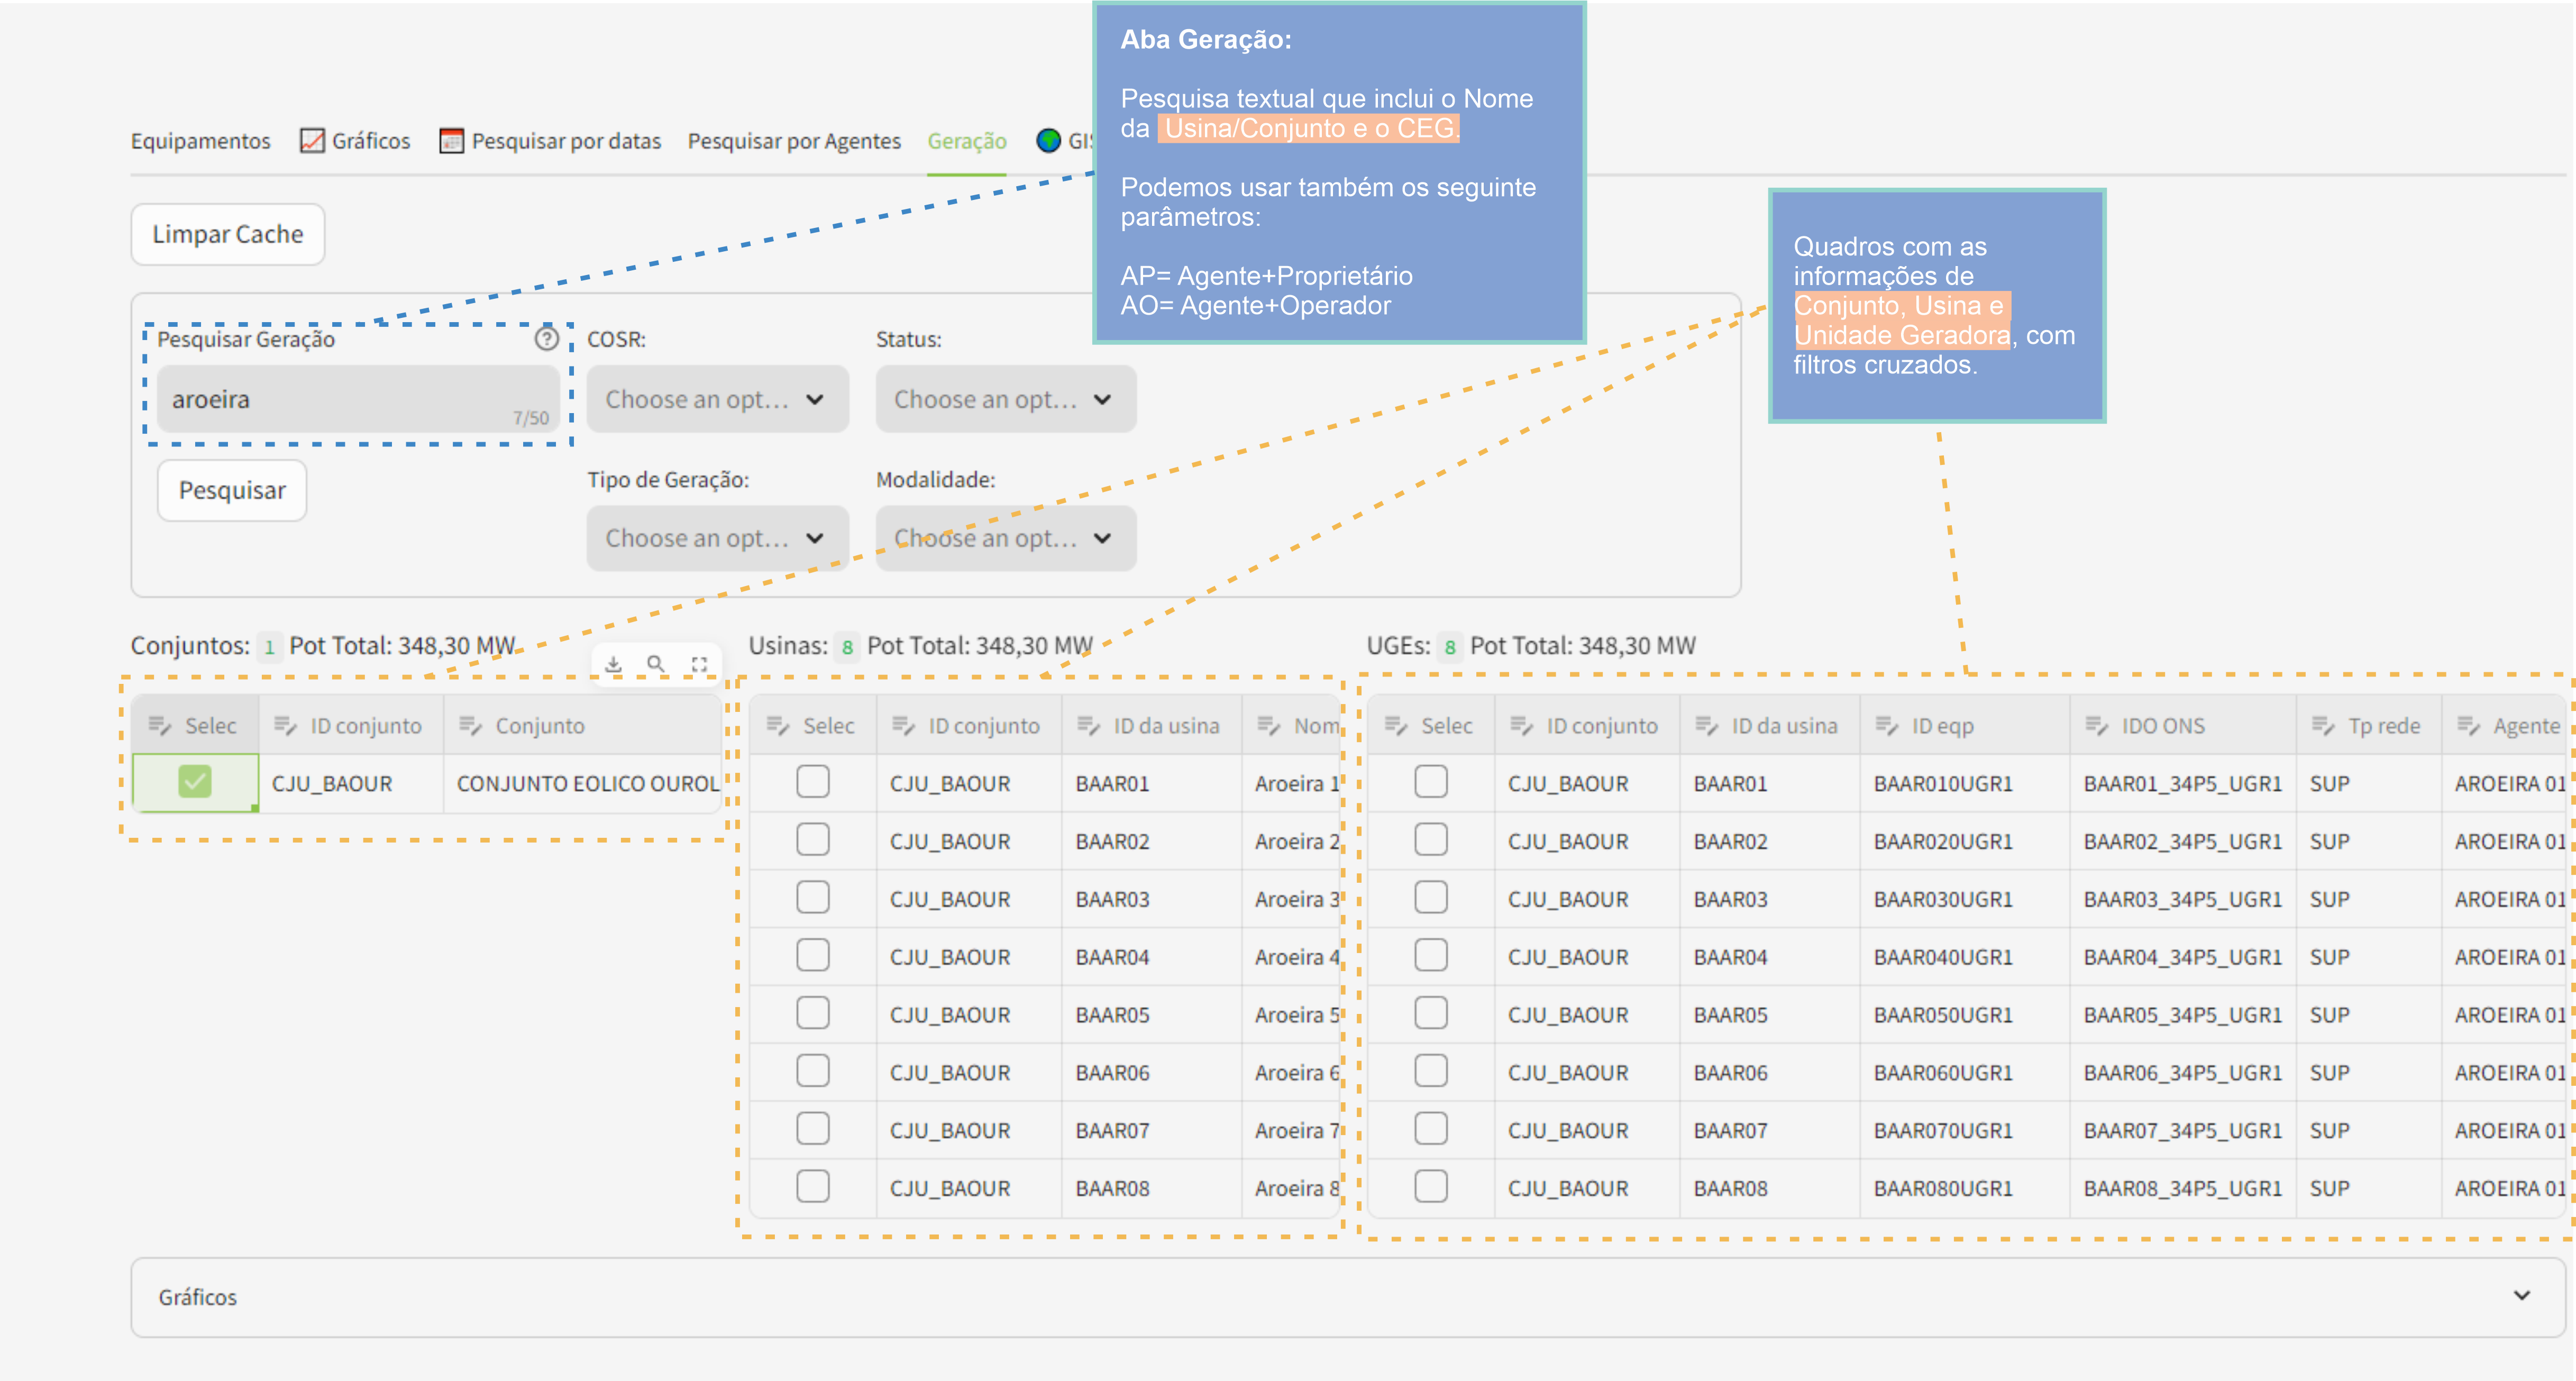 Aba Geração:
Pesquisa textual que inclui o Nome
da Usina/Conjunto e o CEG.
Podemos usar também os seguinte
parâmetros:
AP= Agente+Proprietário
AO= Agente+Operador
Equipamentos Gráficos Pesquisar por datas Pesquisar por Agentes Geração GIS
Limpar Cache
Quadros com as
informações de
Conjunto, Usina e
Unidade Geradora, com
filtros cruzados.
Pesquisar Geração COSR: Status:
aroeira 7/50 Choose an opt... Choose an opt...
Pesquisar
Tipo de Geração: Modalidade:
Choose an opt... Choose an opt...
Conjuntos: 1 Pot Total: 348,30 MW
Selec ID conjunto Conjunto
CJU_BAOUR CONJUNTO EOLICO OUROL
Usinas: 8 Pot Total: 348,30 MW
Selec ID conjunto ID da usina Nom
CJU_BAOUR BAAR01 Aroeira 1
CJU_BAOUR BAAR02 Aroeira 2
CJU_BAOUR BAAR03 Aroeira 3
CJU_BAOUR BAAR04 Aroeira 4
CJU_BAOUR BAAR05 Aroeira 5
CJU_BAOUR BAAR06 Aroeira 6
CJU_BAOUR BAAR07 Aroeira 7
CJU_BAOUR BAAR08 Aroeira 8
UGEs: 8 Pot Total: 348,30 MW
Selec ID conjunto ID da usina ID eqp IDO ONS Tp rede Agente
CJU_BAOUR BAAR01 BAAR010UGR1 BAAR01_34P5_UGR1 SUP AROEIRA 01
CJU_BAOUR BAAR02 BAAR020UGR1 BAAR02_34P5_UGR1 SUP AROEIRA 01
CJU_BAOUR BAAR03 BAAR030UGR1 BAAR03_34P5_UGR1 SUP AROEIRA 01
CJU_BAOUR BAAR04 BAAR040UGR1 BAAR04_34P5_UGR1 SUP AROEIRA 01
CJU_BAOUR BAAR05 BAAR050UGR1 BAAR05_34P5_UGR1 SUP AROEIRA 01
CJU_BAOUR BAAR06 BAAR060UGR1 BAAR06_34P5_UGR1 SUP AROEIRA 01
CJU_BAOUR BAAR07 BAAR070UGR1 BAAR07_34P5_UGR1 SUP AROEIRA 01
CJU_BAOUR BAAR08 BAAR080UGR1 BAAR08_34P5_UGR1 SUP AROEIRA 01
Gráficos